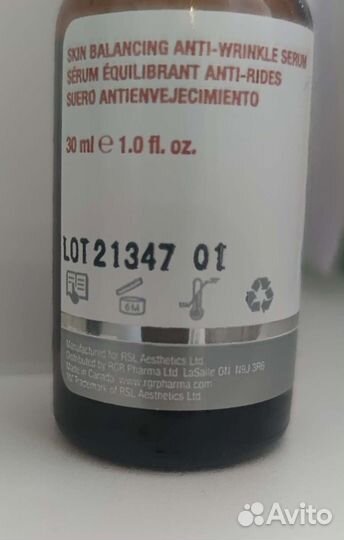 SKIN BALANCING ANTI-WRINKLE SERUM
SÉRUM ÉQUILIBRANT ANTI-RIDES
SUERO ANTIENVEJECIMIENTO
30 ml e 1.0 fl. oz.
LOT 21347 01
6M
Manufactured for RSL Aesthetics Ltd.
Distributed by RGR Pharma Ltd. LaSalle ON, N9J 3R6
Made in Canada. www.rgrpharma.com
TM Trademark of RSL Aesthetics Ltd.
Avito